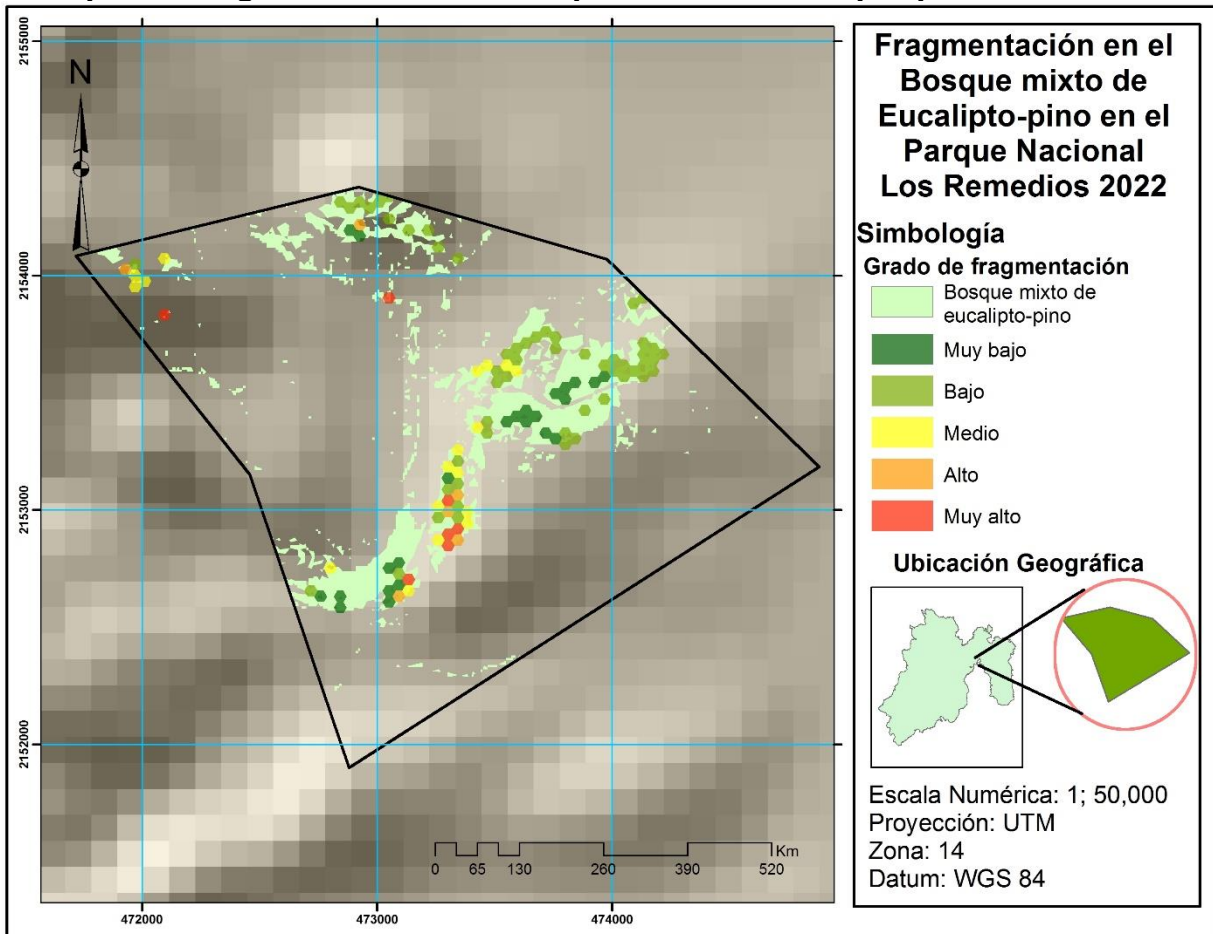 Fragmentación en el
Bosque mixto de
Eucalipto-pino en el
Parque Nacional
Los Remedios 2022
Simbología
Grado de fragmentación
Bosque mixto de
eucalipto-pino
Muy bajo
Bajo
Medio
Alto
Muy alto
Ubicación Geográfica
Escala Numérica: 1; 50,000
Proyección: UTM
Zona: 14
Datum: WGS 84
N
2155000
2154000
2153000
2152000
472000 473000 474000
Km
0 65 130 260 390 520